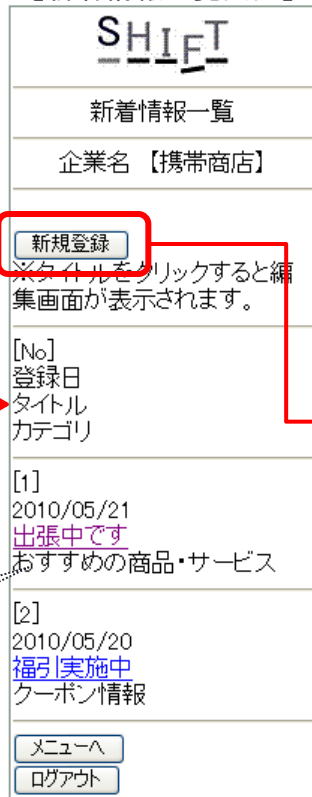 SHIFT
新着情報一覧
企業名 【携帯商店】
新規登録
※タイトルをクリックすると編
集画面が表示されます。
[No]
登録日
タイトル
カテゴリ
[1]
2010/05/21
出張中です
おすすめの商品・サービス
[2]
2010/05/20
福引実施中
クーポン情報
メニューへ
ログアウト